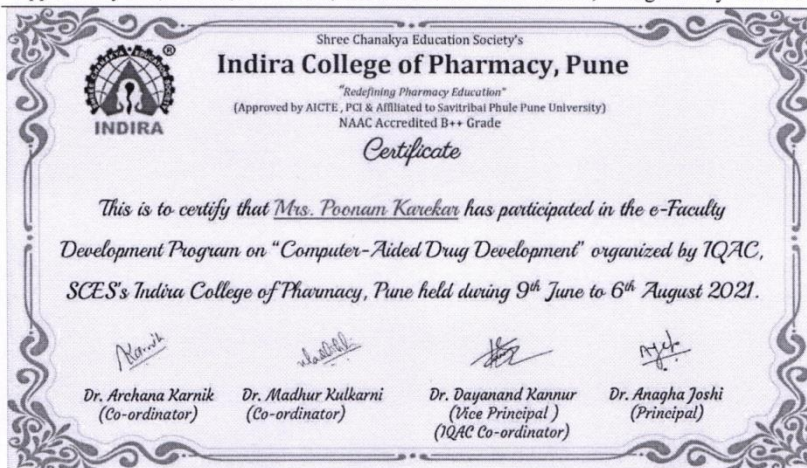 Shree Chanakya Education Society's
Indira College of Pharmacy, Pune
"Redefining Pharmacy Education"
(Approved by AICTE , PCI & Affiliated to Savitribai Phule Pune University)
NAAC Accredited B++ Grade
INDIRA
Certificate
This is to certify that Mrs. Poonam Karekar has participated in the e-Faculty
Development Program on "Computer-Aided Drug Development" organized by IQAC,
SCES's Indira College of Pharmacy, Pune held during 9th June to 6th August 2021.
Dr. Archana Karnik Dr. Madhur Kulkarni Dr. Dayanand Kannur Dr. Anagha Joshi
(Co-ordinator) (Co-ordinator) (Vice Principal ) (Principal)
(IQAC Co-ordinator)